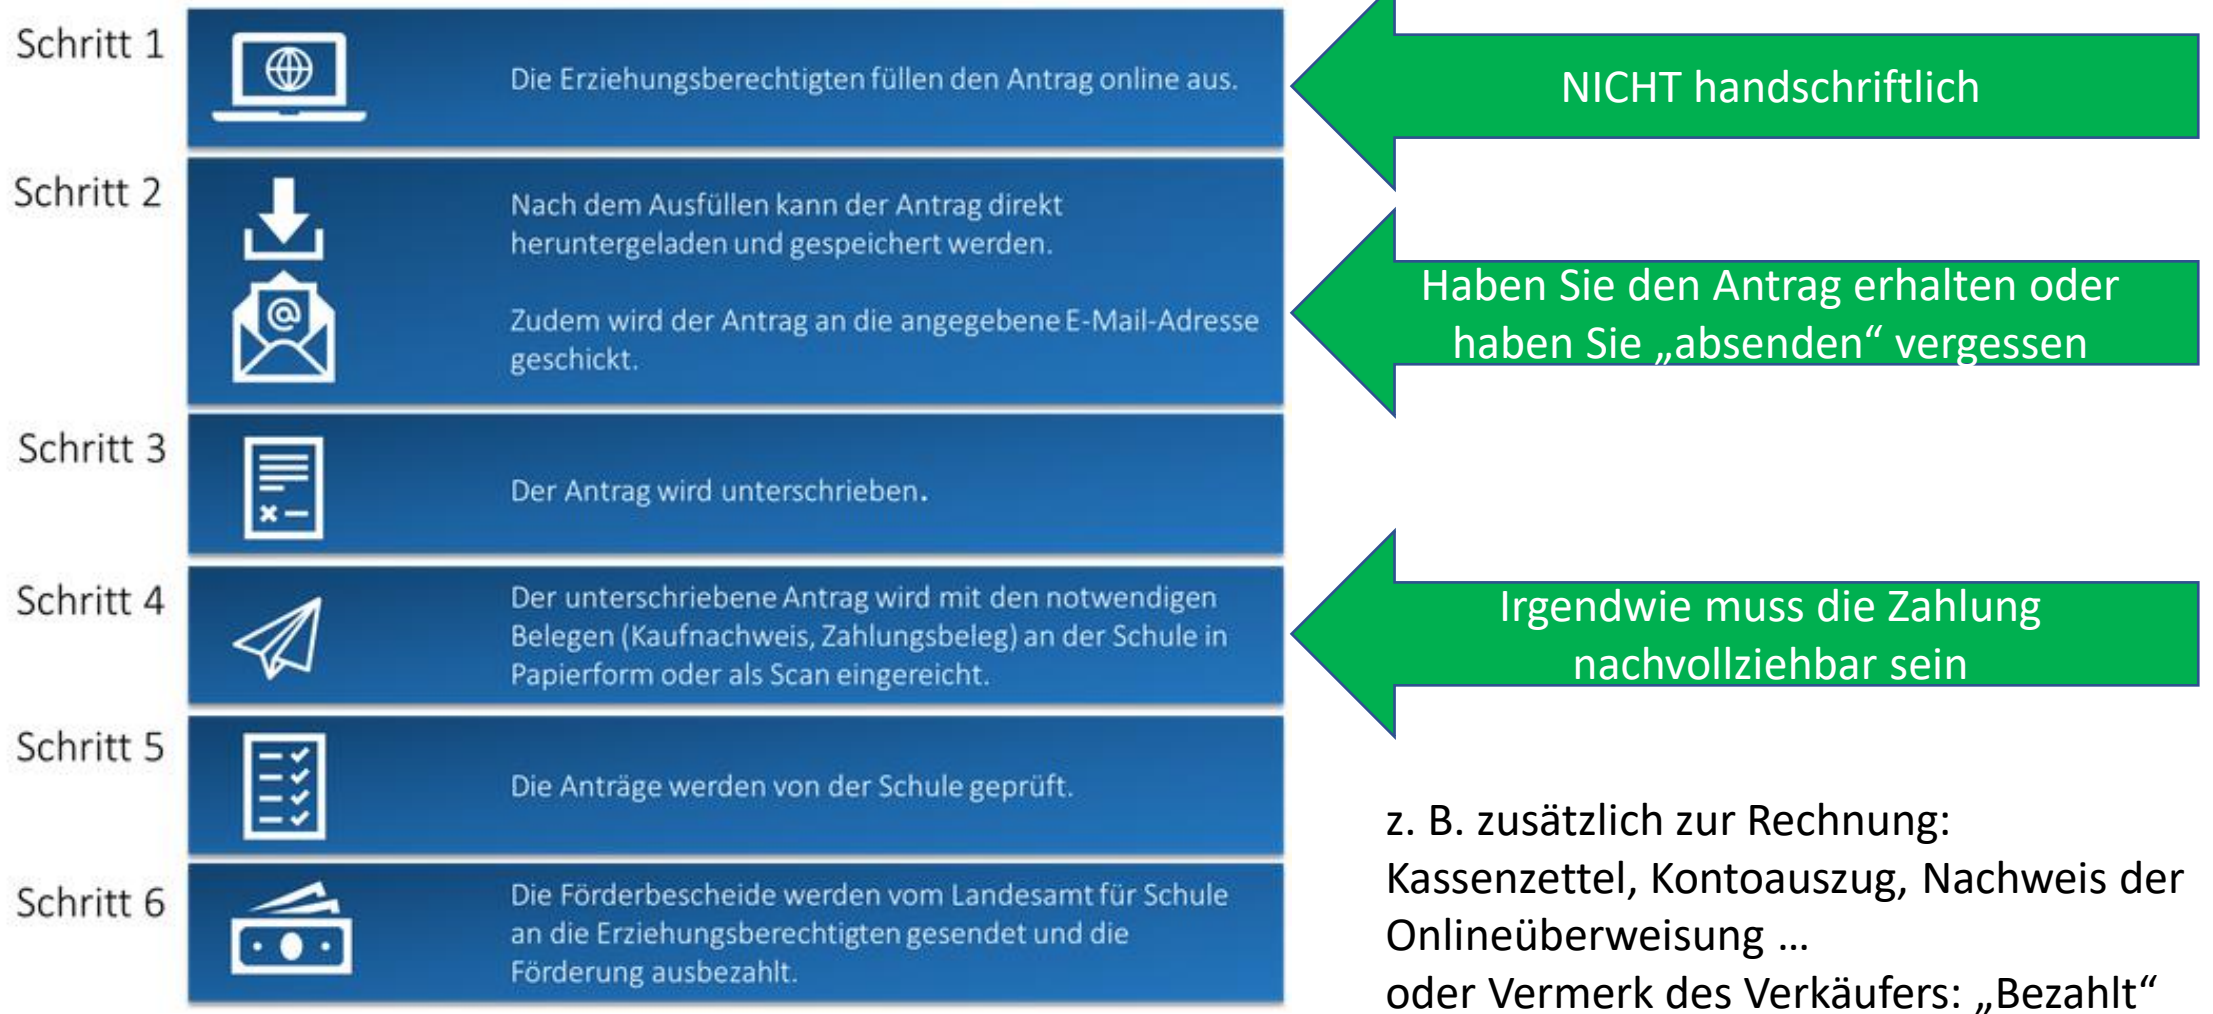 Schritt 1
Die Erziehungsberechtigten füllen den Antrag online aus.
NICHT handschriftlich
Schritt 2
Nach dem Ausfüllen kann der Antrag direkt
heruntergeladen und gespeichert werden.
Zudem wird der Antrag an die angegebene E-Mail-Adresse
geschickt.
Haben Sie den Antrag erhalten oder
haben Sie „absenden“ vergessen
Schritt 3
Der Antrag wird unterschrieben.
Schritt 4
Der unterschriebene Antrag wird mit den notwendigen
Belegen (Kaufnachweis, Zahlungsbeleg) an der Schule in
Papierform oder als Scan eingereicht.
Irgendwie muss die Zahlung
nachvollziehbar sein
Schritt 5
Die Anträge werden von der Schule geprüft.
Schritt 6
Die Förderbescheide werden vom Landesamt für Schule
an die Erziehungsberechtigten gesendet und die
Förderung ausbezahlt.
z. B. zusätzlich zur Rechnung:
Kassenzettel, Kontoauszug, Nachweis der
Onlineüberweisung …
oder Vermerk des Verkäufers: „Bezahlt“